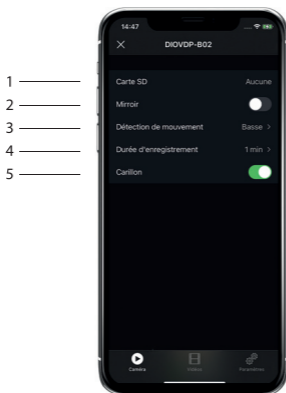 14:47
DIOVDP-B02
1 Carte SD Aucune
2 Mirroir
3 Détection de mouvement Basse >
4 Durée d'enregistrement 1 min >
5 Carillon
Caméra Vidéos Paramètres